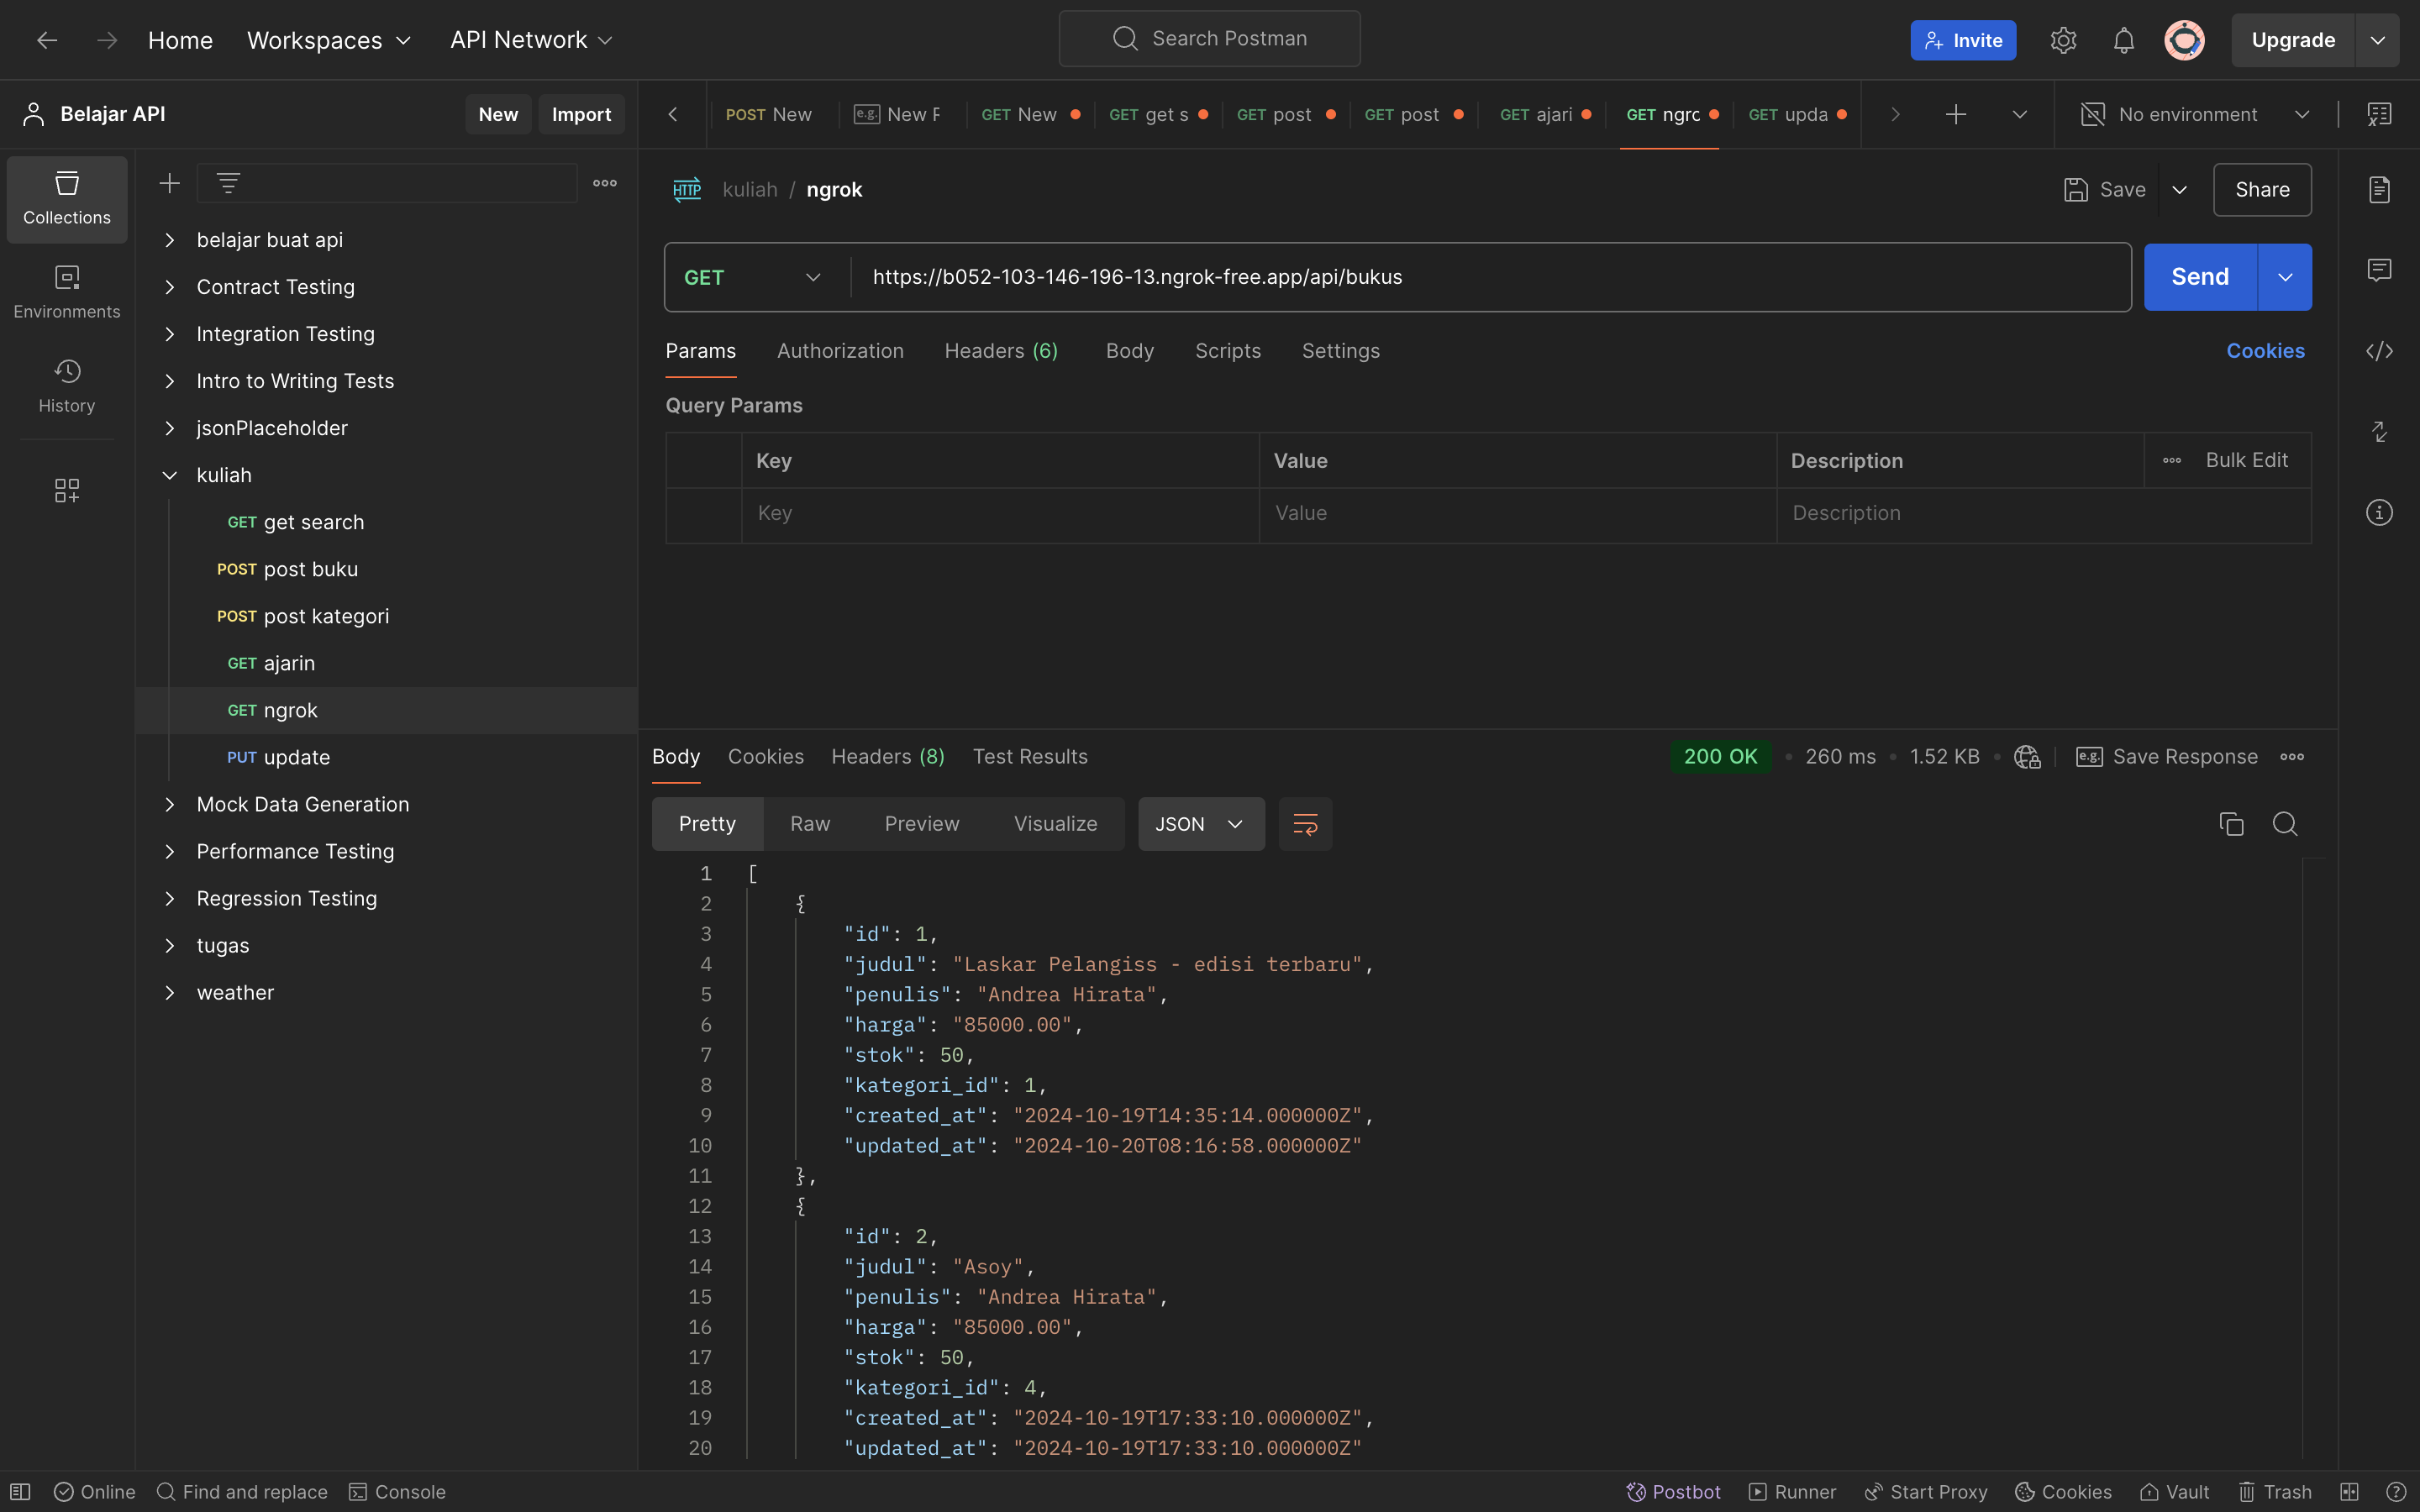 Home Workspaces API Network Search Postman Invite Upgrade
Belajar API New Import
POST New e.g. New F GET New GET get s GET post GET post GET ajari GET ngrc GET upda No environment
Collections
Environments
History
belajar buat api
Contract Testing
Integration Testing
Intro to Writing Tests
jsonPlaceholder
kuliah
GET get search
POST post buku
POST post kategori
GET ajarin
GET ngrok
PUT update
Mock Data Generation
Performance Testing
Regression Testing
tugas
weather
HTTP kuliah / ngrok Save Share
GET https://b052-103-146-196-13.ngrok-free.app/api/bukus Send
Params Authorization Headers (6) Body Scripts Settings Cookies
Query Params
Key Value Description Bulk Edit
Key Value Description
Body Cookies Headers (8) Test Results 200 OK • 260 ms • 1.52 KB • e.g. Save Response
Pretty Raw Preview Visualize JSON
1 [
2 {
3 "id": 1,
4 "judul": "Laskar Pelangiss - edisi terbaru",
5 "penulis": "Andrea Hirata",
6 "harga": "85000.00",
7 "stok": 50,
8 "kategori_id": 1,
9 "created_at": "2024-10-19T14:35:14.000000Z",
10 "updated_at": "2024-10-20T08:16:58.000000Z"
11 },
12 {
13 "id": 2,
14 "judul": "Asoy",
15 "penulis": "Andrea Hirata",
16 "harga": "85000.00",
17 "stok": 50,
18 "kategori_id": 4,
19 "created_at": "2024-10-19T17:33:10.000000Z",
20 "updated_at": "2024-10-19T17:33:10.000000Z"
Online Find and replace Console Postbot Runner Start Proxy Cookies Vault Trash